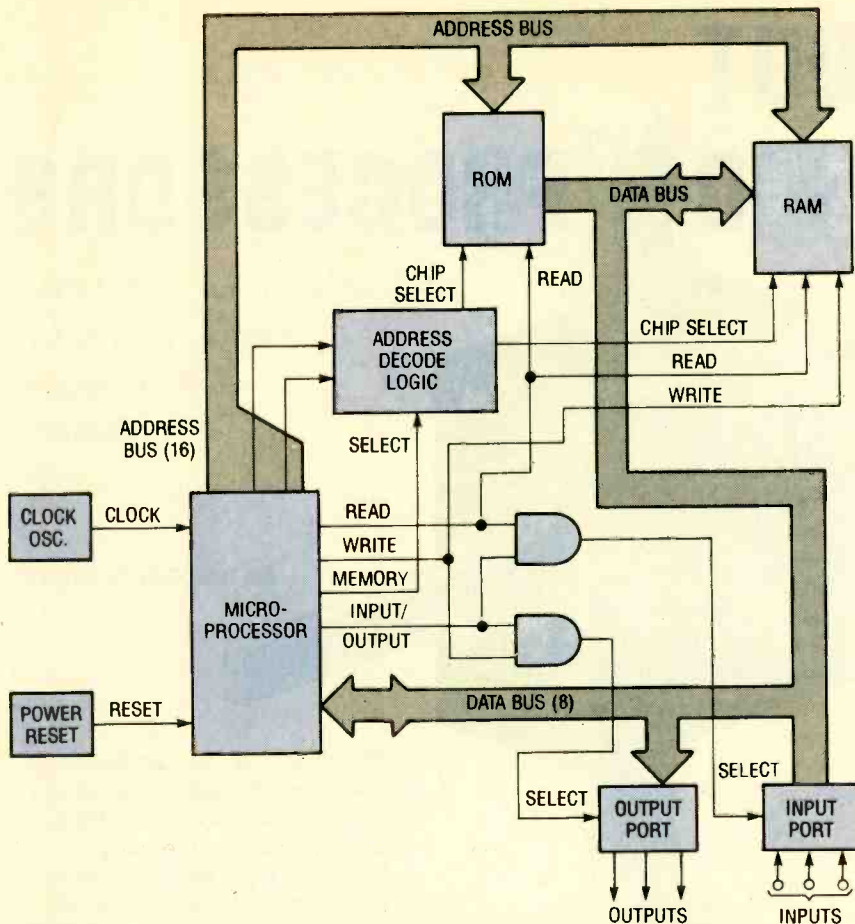 ADDRESS BUS
ROM
DATA BUS
RAM
CHIP
SELECT
READ
ADDRESS
DECODE
LOGIC
CHIP SELECT
READ
WRITE
ADDRESS
BUS (16)
SELECT
CLOCK
OSC.
CLOCK
READ
WRITE
MEMORY
INPUT/
OUTPUT
MICRO-
PROCESSOR
POWER
RESET
RESET
DATA BUS (8)
SELECT
SELECT
OUTPUT
PORT
INPUT
PORT
OUTPUTS
INPUTS